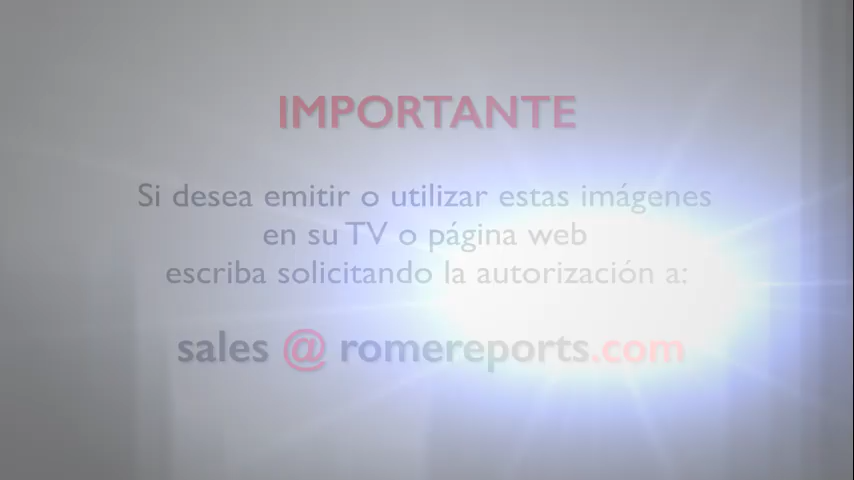 IMPORTANTE
Si desea emitir o utilizar estas imágenes
en su TV o página web
escriba solicitando la autorización a:
sales @ romereports.com